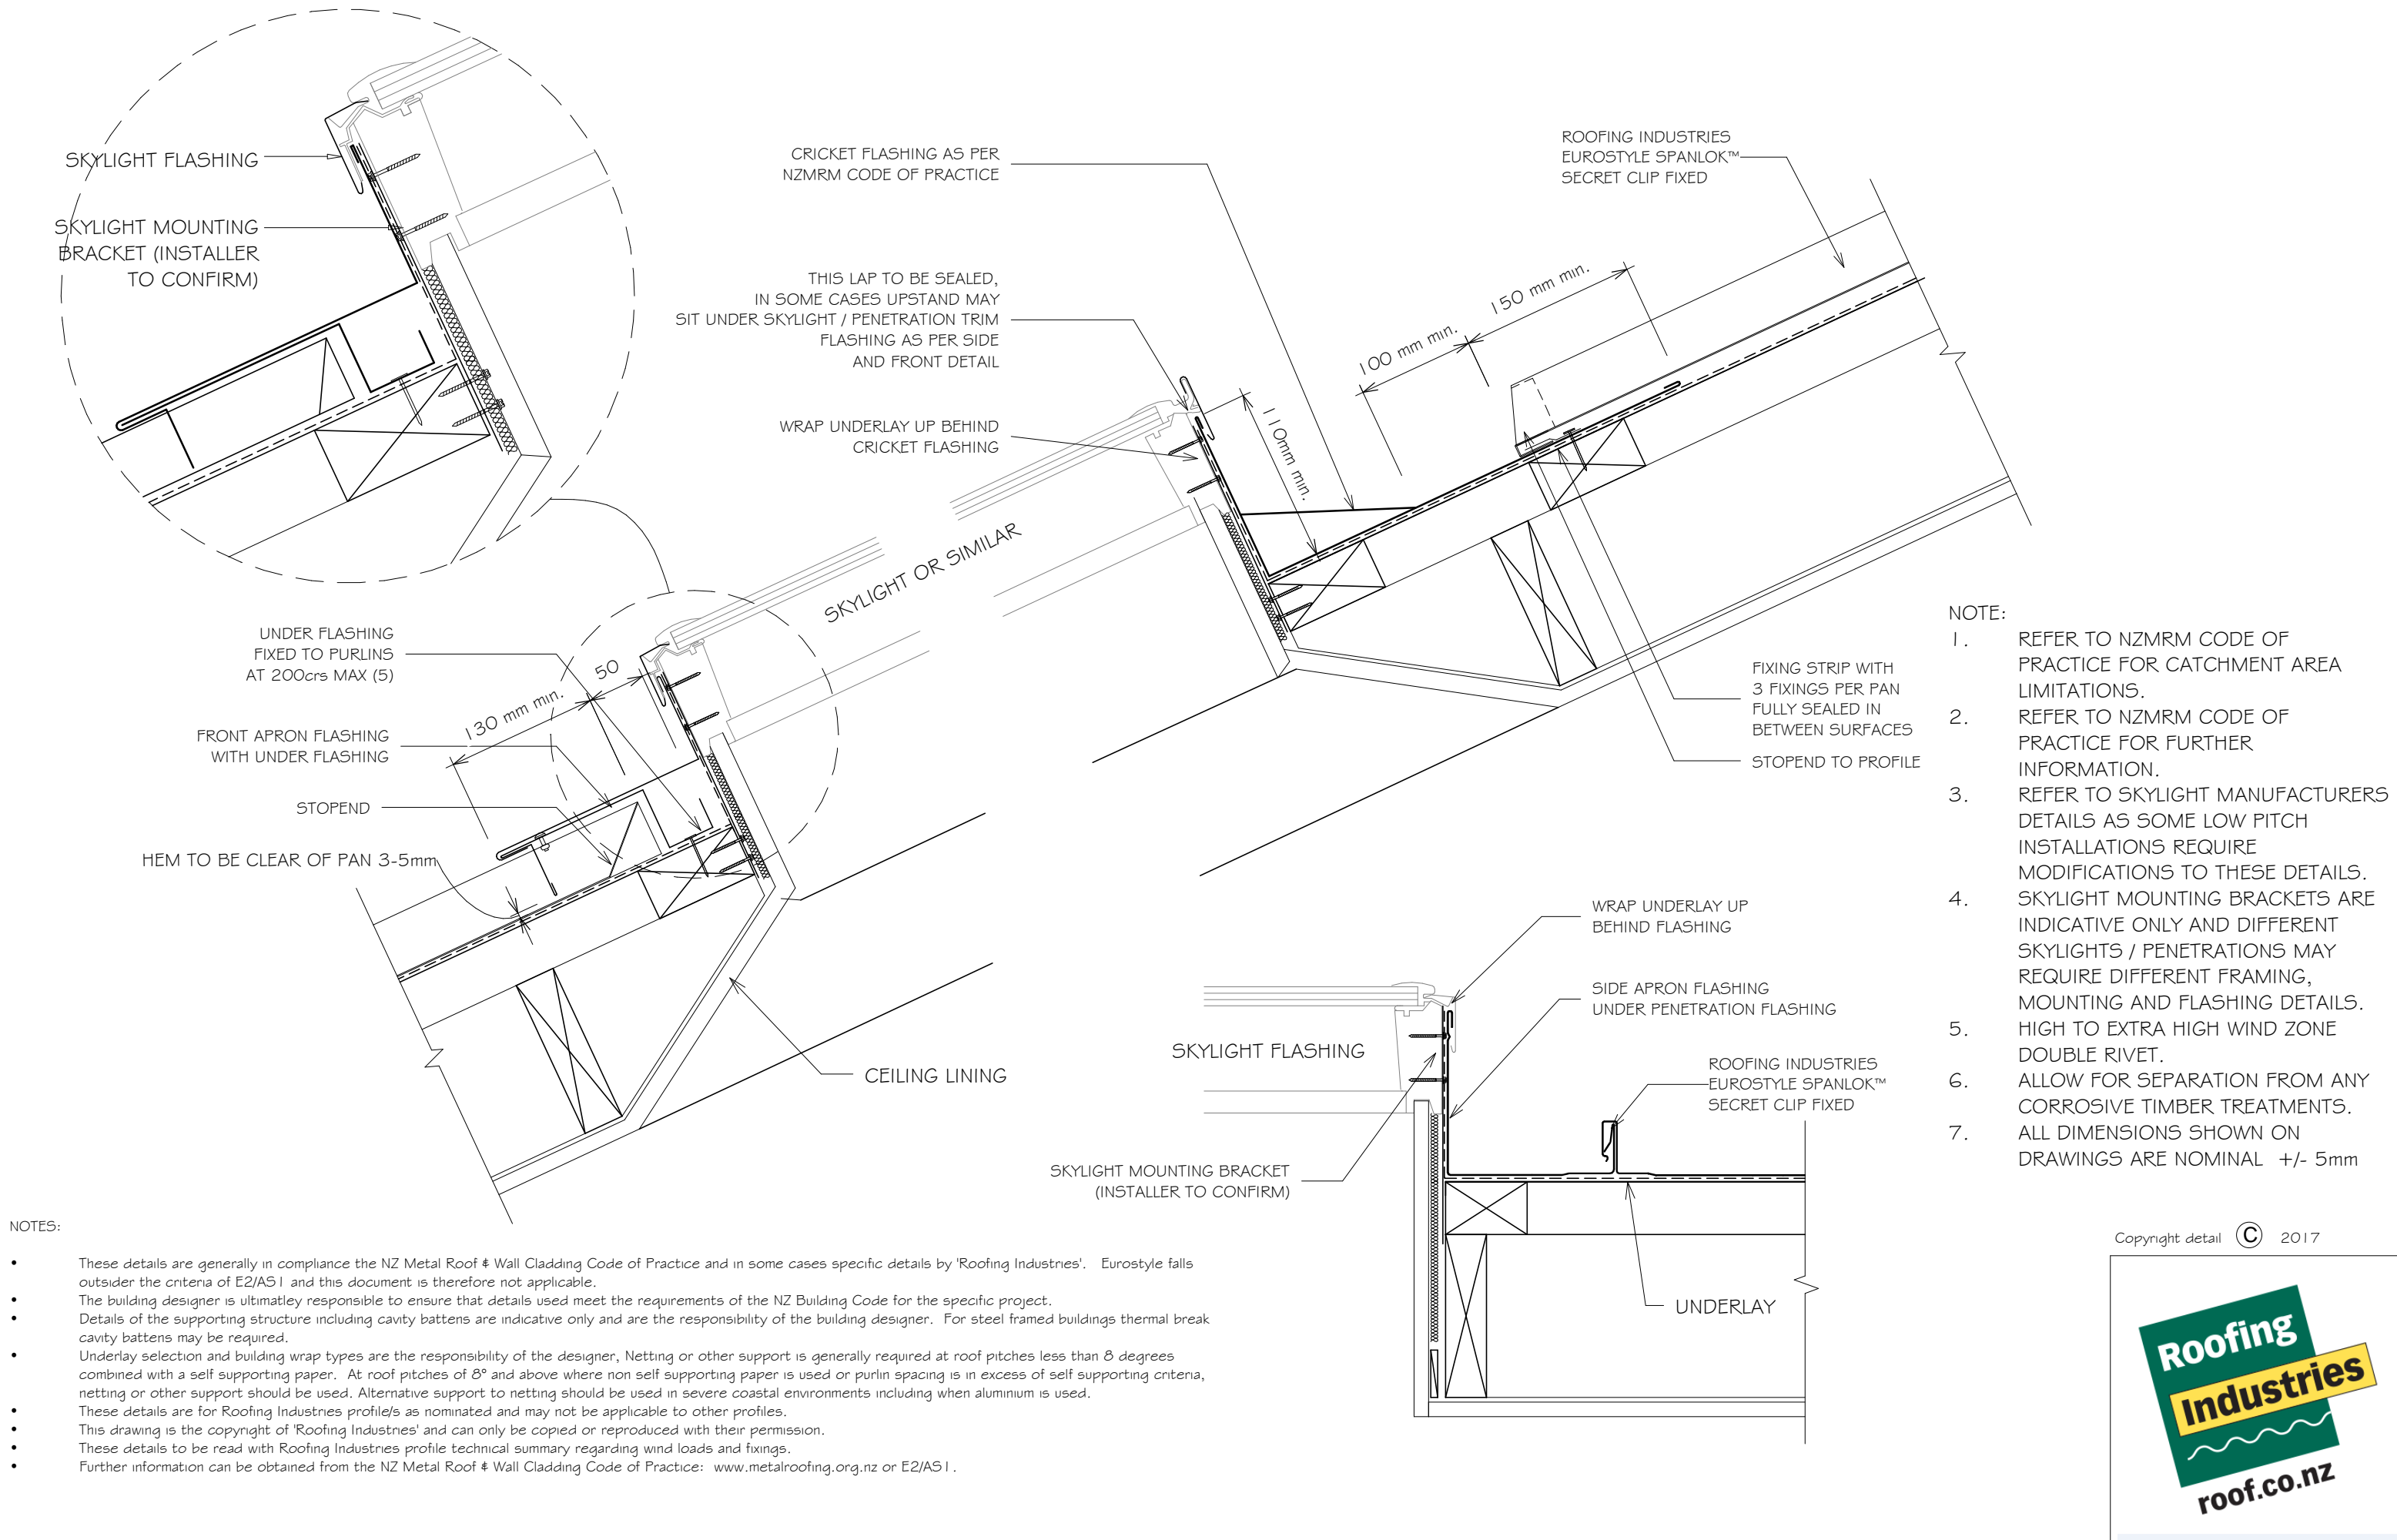 SKYLIGHT FLASHING
SKYLIGHT MOUNTING
BRACKET (INSTALLER
TO CONFIRM)
CRICKET FLASHING AS PER
NZMRM CODE OF PRACTICE
THIS LAP TO BE SEALED,
IN SOME CASES UPSTAND MAY
SIT UNDER SKYLIGHT / PENETRATION TRIM
FLASHING AS PER SIDE
AND FRONT DETAIL
WRAP UNDERLAY UP BEHIND
CRICKET FLASHING
ROOFING INDUSTRIES
EUROSTYLE SPANLOK™
SECRET CLIP FIXED
150 mm min.
100 mm min.
110mm min.
SKYLIGHT OR SIMILAR
UNDER FLASHING
FIXED TO PURLINS
AT 200crs MAX (5)
50
130 mm min.
FRONT APRON FLASHING
WITH UNDER FLASHING
STOPEND
HEM TO BE CLEAR OF PAN 3-5mm
CEILING LINING
FIXING STRIP WITH
3 FIXINGS PER PAN
FULLY SEALED IN
BETWEEN SURFACES
STOPEND TO PROFILE
WRAP UNDERLAY UP
BEHIND FLASHING
SIDE APRON FLASHING
UNDER PENETRATION FLASHING
SKYLIGHT FLASHING
ROOFING INDUSTRIES
EUROSTYLE SPANLOK™
SECRET CLIP FIXED
SKYLIGHT MOUNTING BRACKET
(INSTALLER TO CONFIRM)
UNDERLAY
NOTE:
1. REFER TO NZMRM CODE OF
PRACTICE FOR CATCHMENT AREA
LIMITATIONS.
2. REFER TO NZMRM CODE OF
PRACTICE FOR FURTHER
INFORMATION.
3. REFER TO SKYLIGHT MANUFACTURERS
DETAILS AS SOME LOW PITCH
INSTALLATIONS REQUIRE
MODIFICATIONS TO THESE DETAILS.
4. SKYLIGHT MOUNTING BRACKETS ARE
INDICATIVE ONLY AND DIFFERENT
SKYLIGHTS / PENETRATIONS MAY
REQUIRE DIFFERENT FRAMING,
MOUNTING AND FLASHING DETAILS.
5. HIGH TO EXTRA HIGH WIND ZONE
DOUBLE RIVET.
6. ALLOW FOR SEPARATION FROM ANY
CORROSIVE TIMBER TREATMENTS.
7. ALL DIMENSIONS SHOWN ON
DRAWINGS ARE NOMINAL +/- 5mm
NOTES:
• These details are generally in compliance the NZ Metal Roof & Wall Cladding Code of Practice and in some cases specific details by 'Roofing Industries'. Eurostyle falls
outsider the criteria of E2/AS1 and this document is therefore not applicable.
• The building designer is ultimatley responsible to ensure that details used meet the requirements of the NZ Building Code for the specific project.
• Details of the supporting structure including cavity battens are indicative only and are the responsibility of the building designer. For steel framed buildings thermal break
cavity battens may be required.
• Underlay selection and building wrap types are the responsibility of the designer, Netting or other support is generally required at roof pitches less than 8 degrees
combined with a self supporting paper. At roof pitches of 8° and above where non self supporting paper is used or purlin spacing is in excess of self supporting criteria,
netting or other support should be used. Alternative support to netting should be used in severe coastal environments including when aluminium is used.
• These details are for Roofing Industries profile/s as nominated and may not be applicable to other profiles.
• This drawing is the copyright of 'Roofing Industries' and can only be copied or reproduced with their permission.
• These details to be read with Roofing Industries profile technical summary regarding wind loads and fixings.
• Further information can be obtained from the NZ Metal Roof & Wall Cladding Code of Practice: www.metalroofing.org.nz or E2/AS1.
Copyright detail © 2017
Roofing
Industries
roof.co.nz